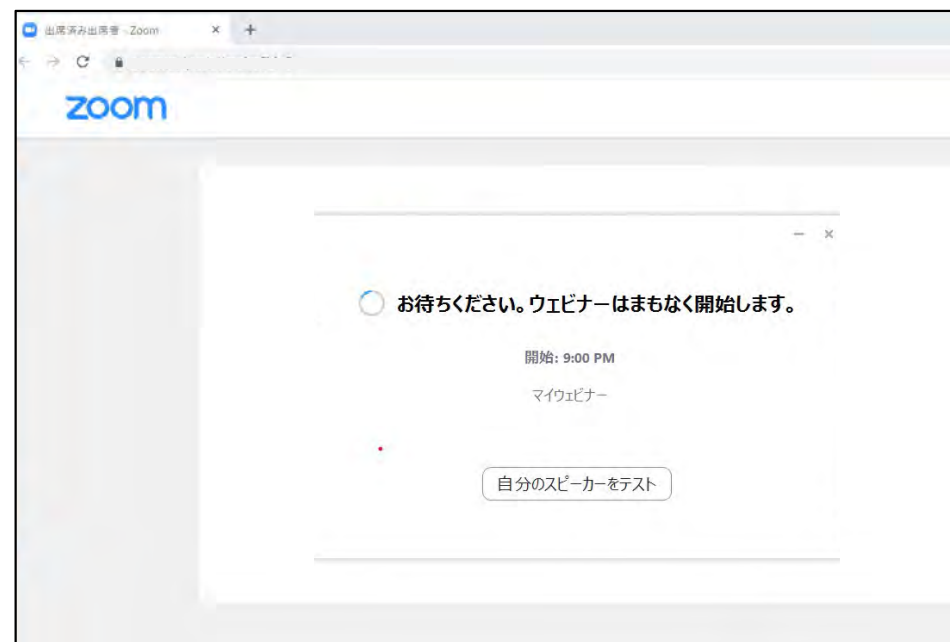 出席済み出席者 - Zoom
zoom
お待ちください。ウェビナーはまもなく開始します。
開始: 9:00 PM
マイウェビナー
自分のスピーカーをテスト